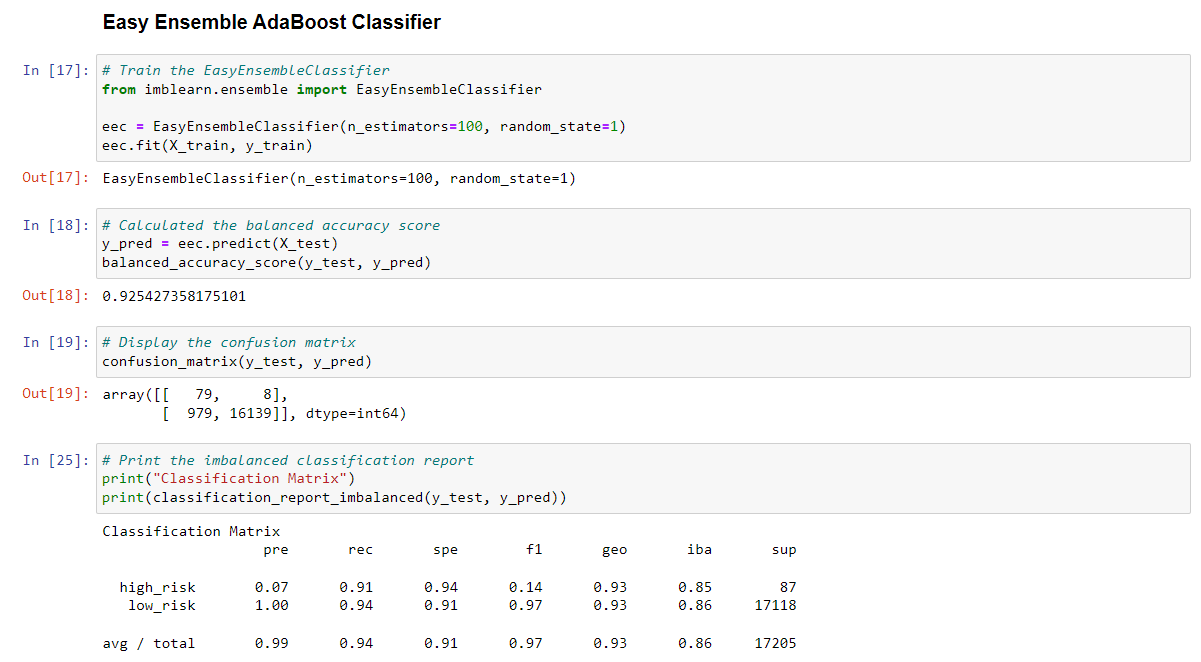 Easy Ensemble AdaBoost Classifier
In [17]: # Train the EasyEnsembleClassifier
from imblearn.ensemble import EasyEnsembleClassifier
eec = EasyEnsembleClassifier(n_estimators=100, random_state=1)
eec.fit(X_train, y_train)
Out[17]: EasyEnsembleClassifier(n_estimators=100, random_state=1)
In [18]: # Calculated the balanced accuracy score
y_pred = eec.predict(X_test)
balanced_accuracy_score(y_test, y_pred)
Out[18]: 0.925427358175101
In [19]: # Display the confusion matrix
confusion_matrix(y_test, y_pred)
Out[19]: array([[   79,     8],
       [  979, 16139]], dtype=int64)
In [25]: # Print the imbalanced classification report
print("Classification Matrix")
print(classification_report_imbalanced(y_test, y_pred))
Classification Matrix
                   pre       rec       spe        f1       geo       iba       sup
  high_risk       0.07      0.91      0.94      0.14      0.93      0.85        87
   low_risk       1.00      0.94      0.91      0.97      0.93      0.86     17118
avg / total       0.99      0.94      0.91      0.97      0.93      0.86     17205